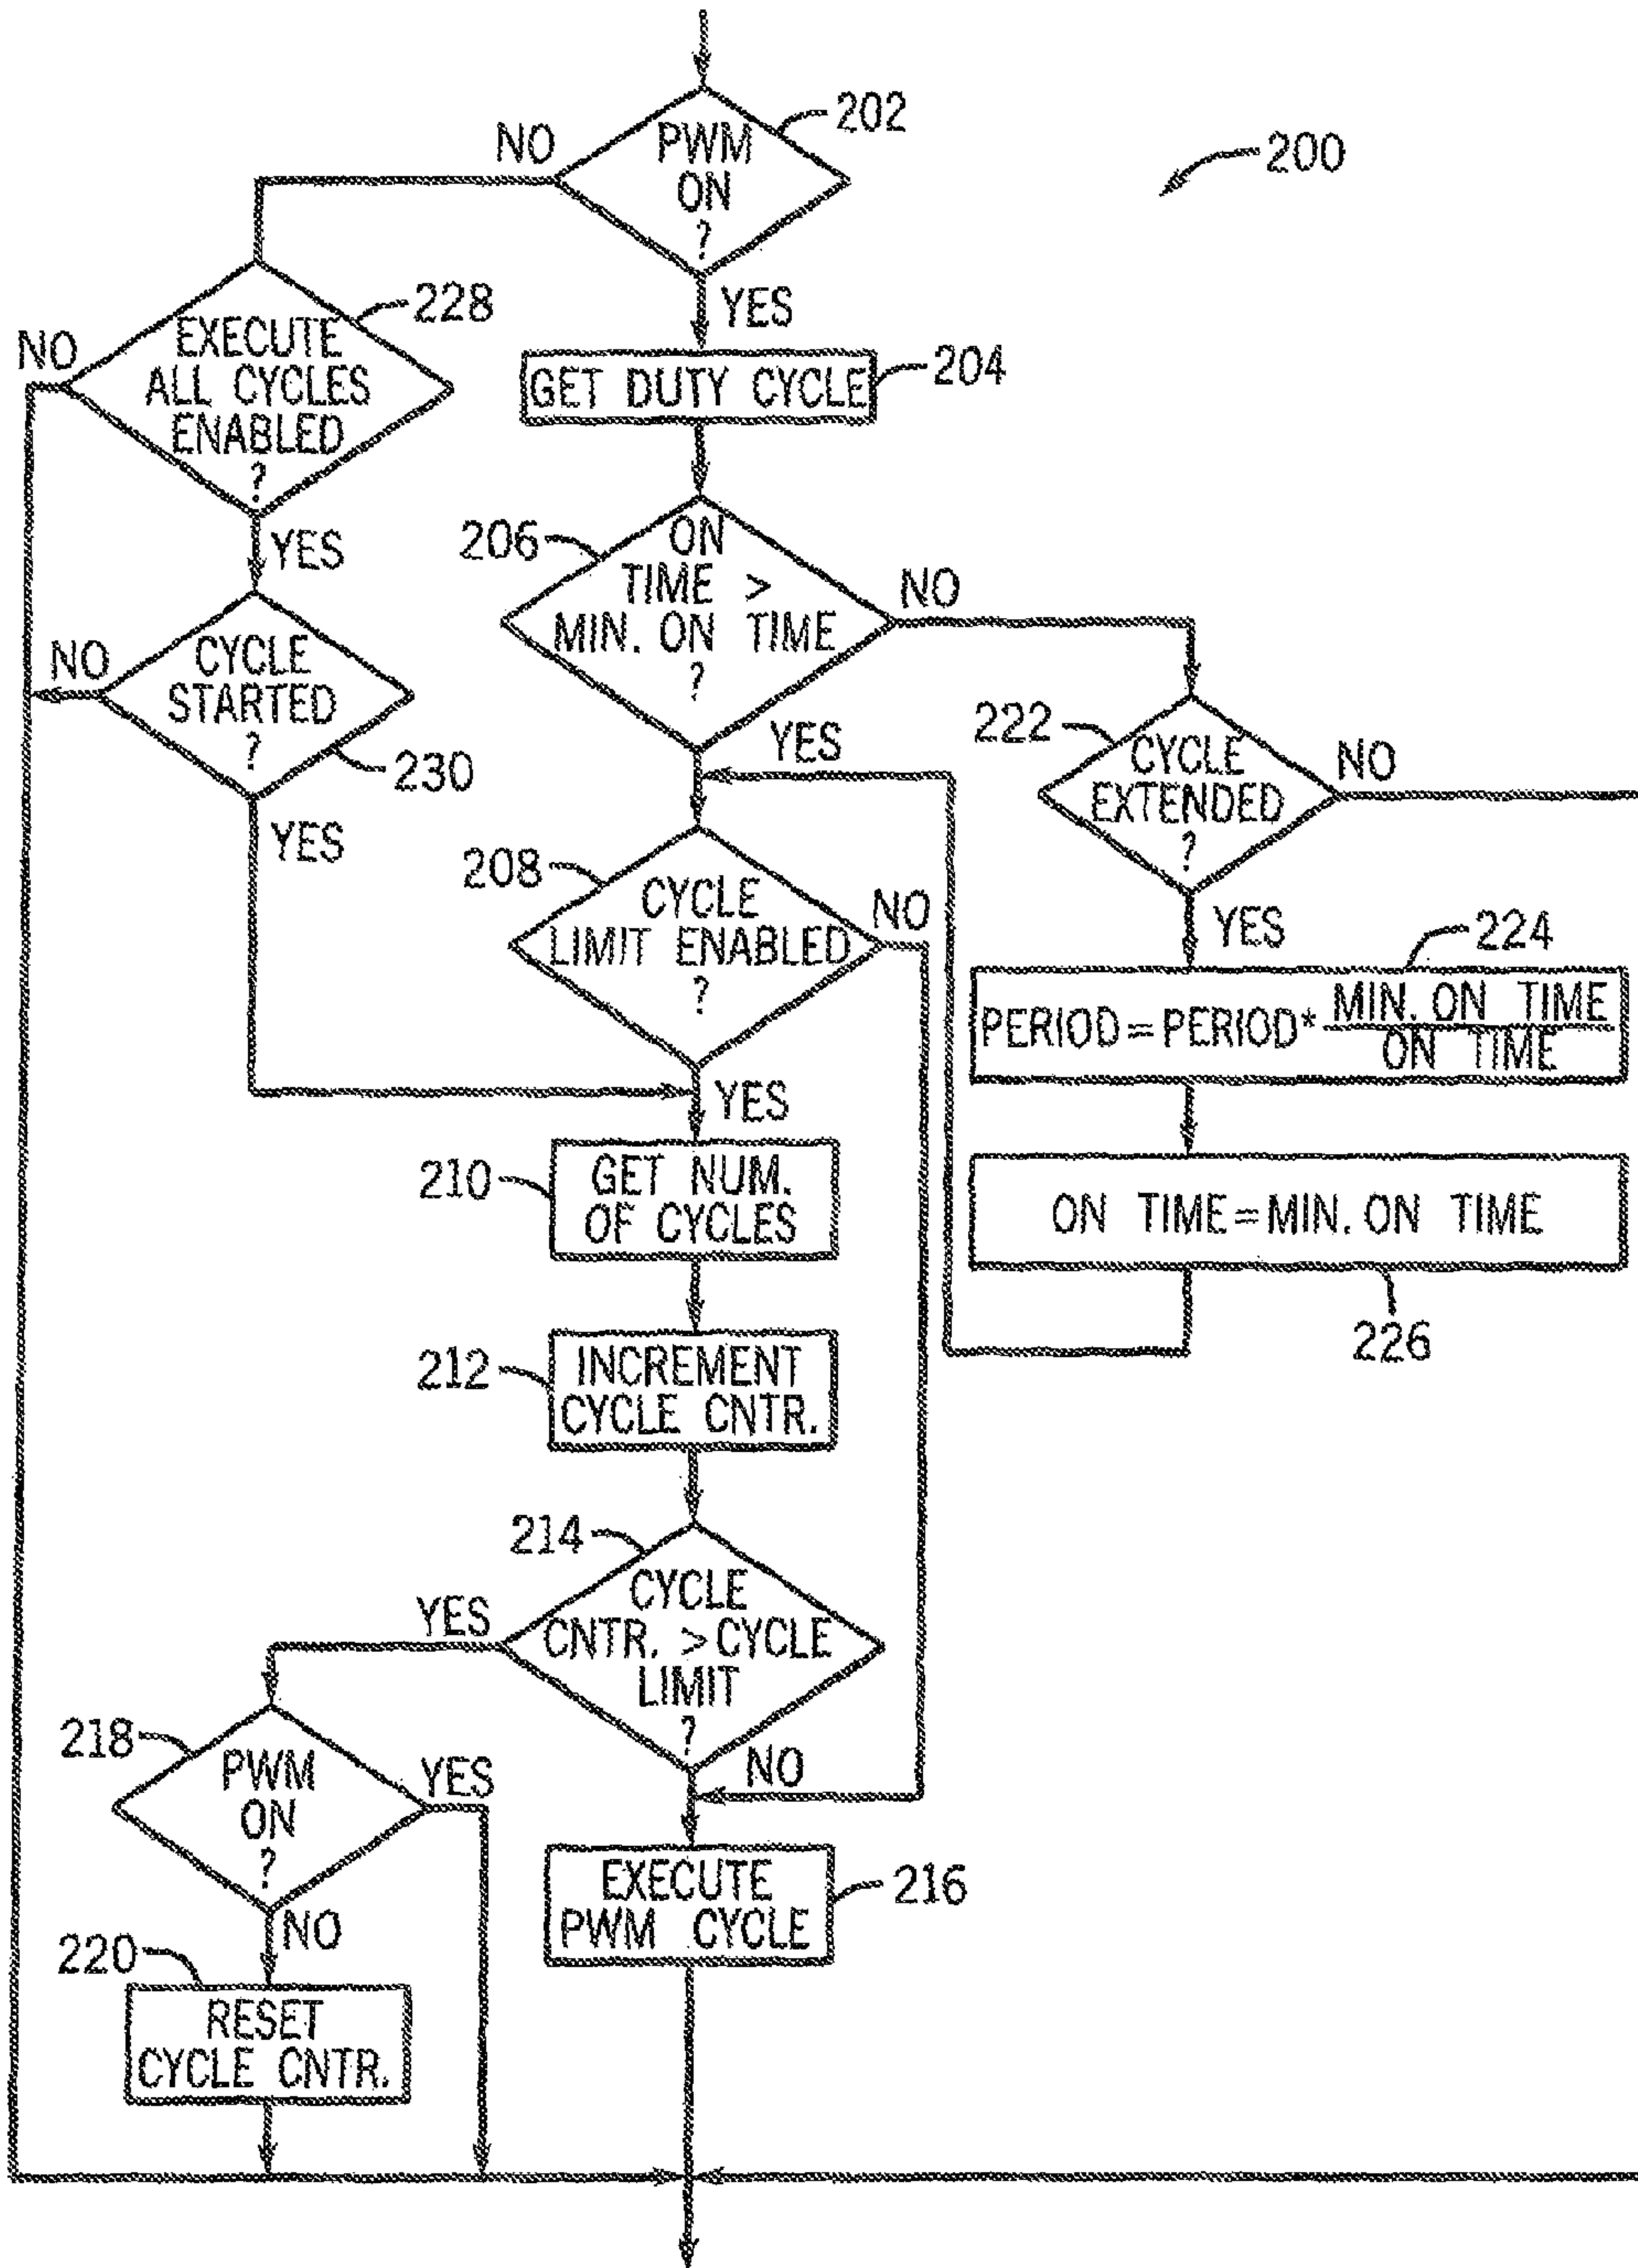 202
NO
PWM
ON
?
200
YES
228
NO
EXECUTE
ALL CYCLES
ENABLED
?
GET DUTY CYCLE
204
YES
206
ON
TIME >
MIN. ON TIME
?
NO
NO
CYCLE
STARTED
?
230
YES
YES
222
CYCLE
EXTENDED
?
NO
208
CYCLE
LIMIT ENABLED
?
NO
YES
224
PERIOD=PERIOD* MIN. ON TIME
ON TIME
YES
210
GET NUM.
OF CYCLES
ON TIME=MIN. ON TIME
226
212
INCREMENT
CYCLE CNTR.
214
CYCLE
CNTR. >CYCLE
LIMIT
?
YES
NO
218
PWM
ON
?
YES
NO
EXECUTE
PWM CYCLE
216
220
RESET
CYCLE CNTR.